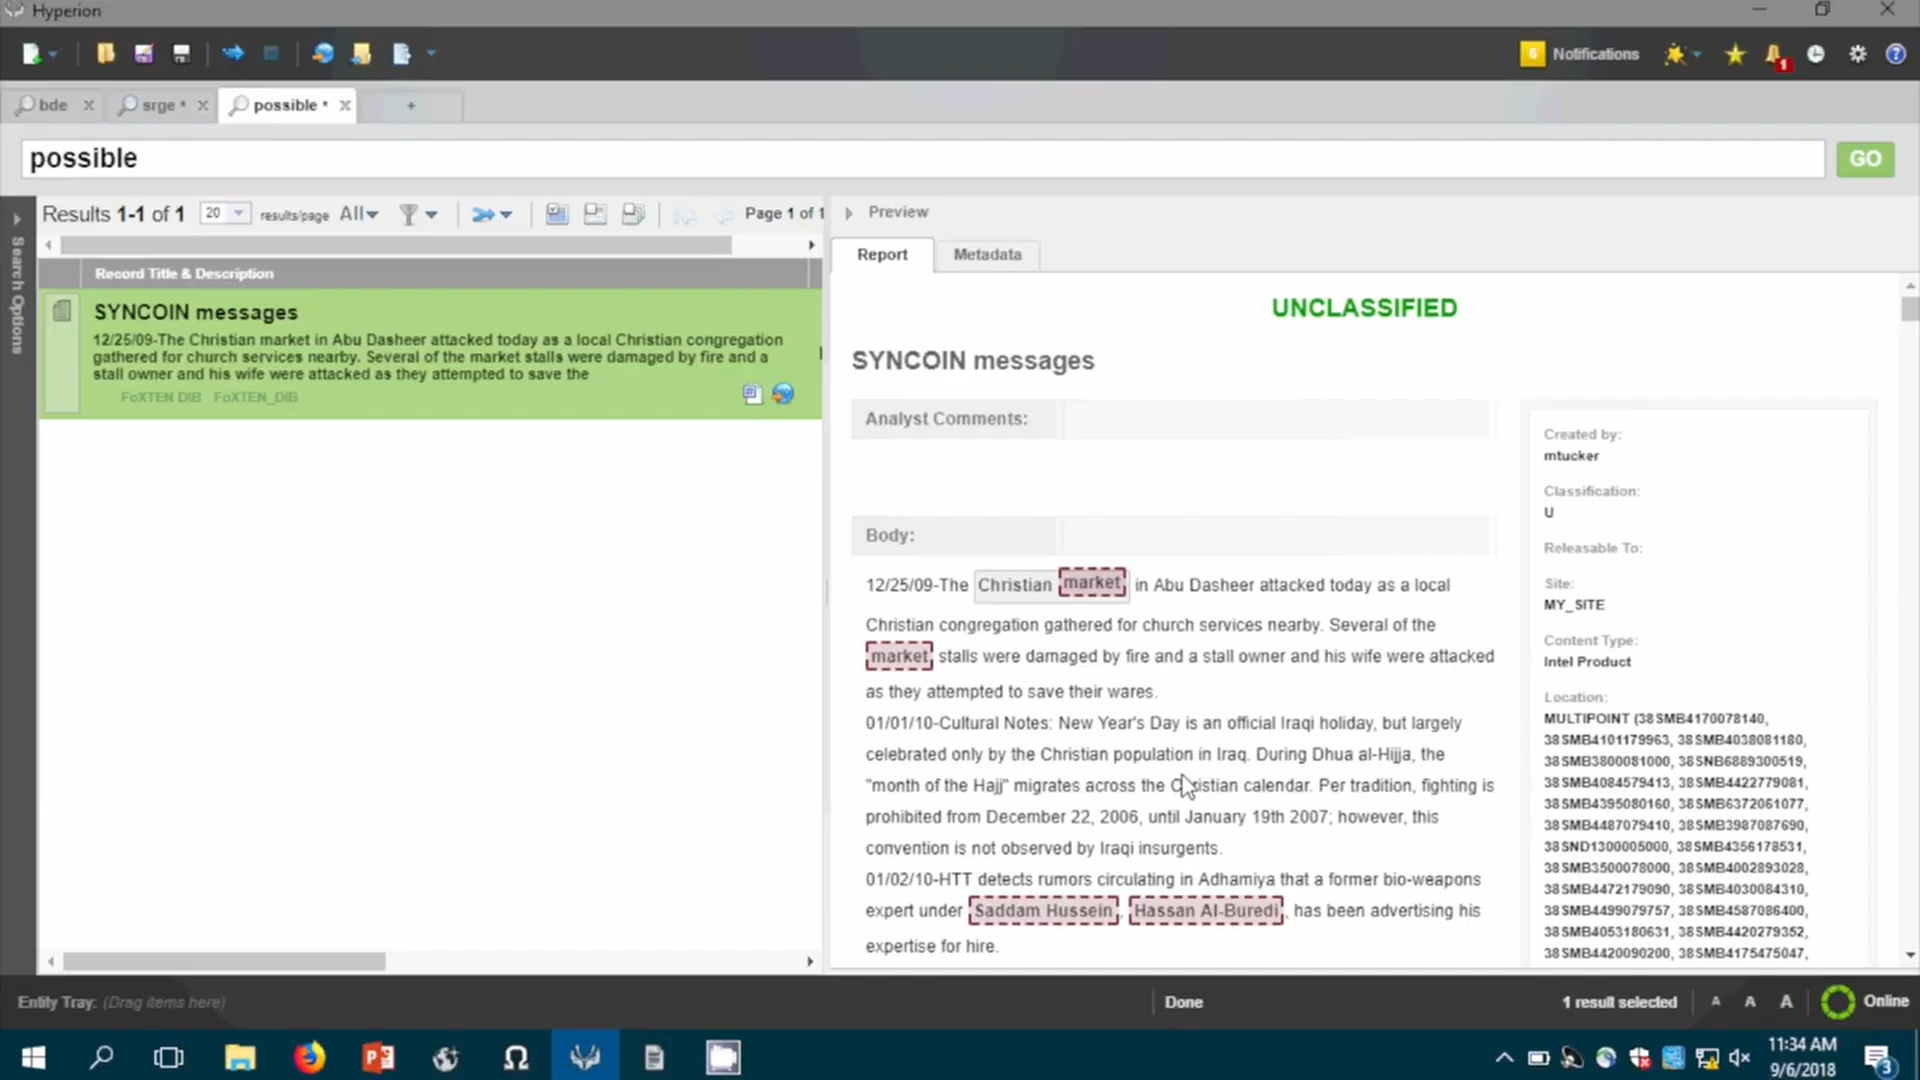 Hyperion
6 Notifications
1
bde
srge *
possible *
+
possible
GO
Search Options
Results 1-1 of 1
20
results/page
All
Page 1 of 1
Record Title & Description
SYNCOIN messages
12/25/09-The Christian market in Abu Dasheer attacked today as a local Christian congregation
gathered for church services nearby. Several of the market stalls were damaged by fire and a
stall owner and his wife were attacked as they attempted to save the
FoXTEN DIB FoXTEN_DIB
Preview
Report
Metadata
UNCLASSIFIED
SYNCOIN messages
Analyst Comments:
Body:
12/25/09-The Christian market in Abu Dasheer attacked today as a local
Christian congregation gathered for church services nearby. Several of the
market stalls were damaged by fire and a stall owner and his wife were attacked
as they attempted to save their wares.
01/01/10-Cultural Notes: New Year's Day is an official Iraqi holiday, but largely
celebrated only by the Christian population in Iraq. During Dhua al-Hijja, the
"month of the Hajj" migrates across the Christian calendar. Per tradition, fighting is
prohibited from December 22, 2006, until January 19th 2007; however, this
convention is not observed by Iraqi insurgents.
01/02/10-HTT detects rumors circulating in Adhamiya that a former bio-weapons
expert under Saddam Hussein, Hassan Al-Buredi, has been advertising his
expertise for hire.
Created by:
mtucker
Classification:
U
Releasable To:
Site:
MY_SITE
Content Type:
Intel Product
Location:
MULTIPOINT (38SMB4170078140,
38SMB4101179963, 38SMB4038081180,
38SMB3800081000, 38SNB6889300519,
38SMB4084579413, 38SMB4422779081,
38SMB4395080160, 38SMB6372061077,
38SMB4487079410, 38SMB3987087690,
38SND1300005000, 38SMB4356178531,
38SMB3500078000, 38SMB4002893028,
38SMB4472179090, 38SMB4030084310,
38SMB4499079757, 38SMB4587086400,
38SMB4053180631, 38SMB4420279352,
38SMB4420090200, 38SMB4175475047,
Entity Tray: (Drag items here)
Done
1 result selected
A A A
Online
11:34 AM
9/6/2018
3